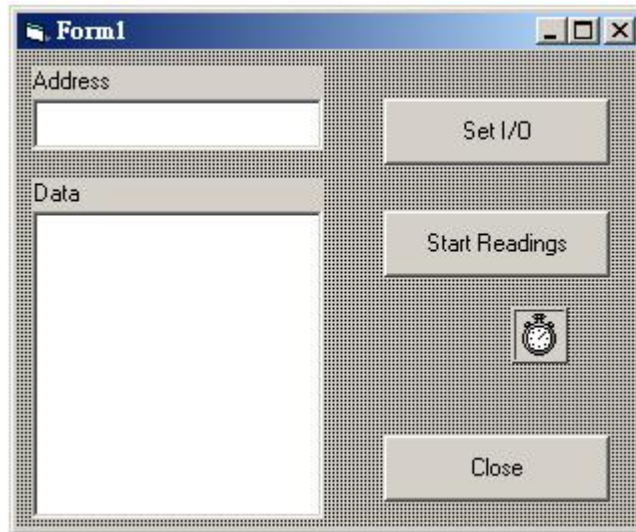 Form1
Address
Set I/O
Data
Start Readings
Close